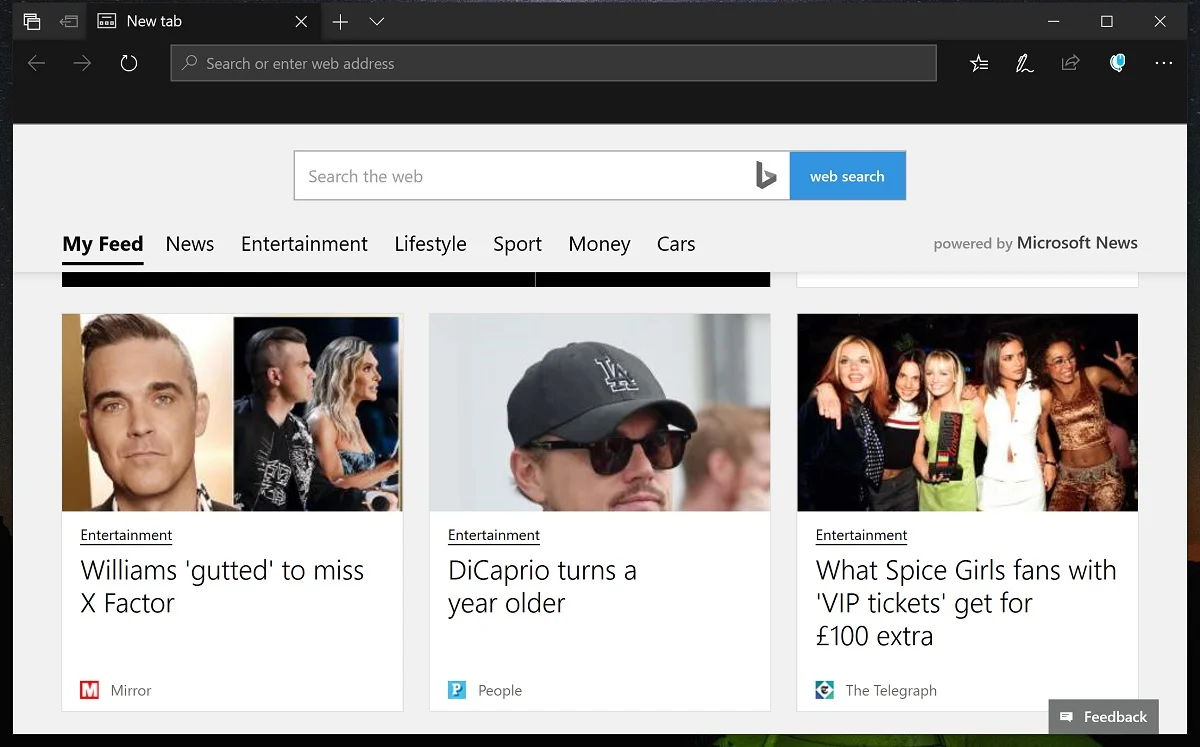 New tab
Search or enter web address
Search the web
web search
My Feed News Entertainment Lifestyle Sport Money Cars
powered by Microsoft News
LA
Entertainment
Williams 'gutted' to miss
X Factor
M Mirror
Entertainment
DiCaprio turns a
year older
P People
Entertainment
What Spice Girls fans with
'VIP tickets' get for
£100 extra
The Telegraph
Feedback